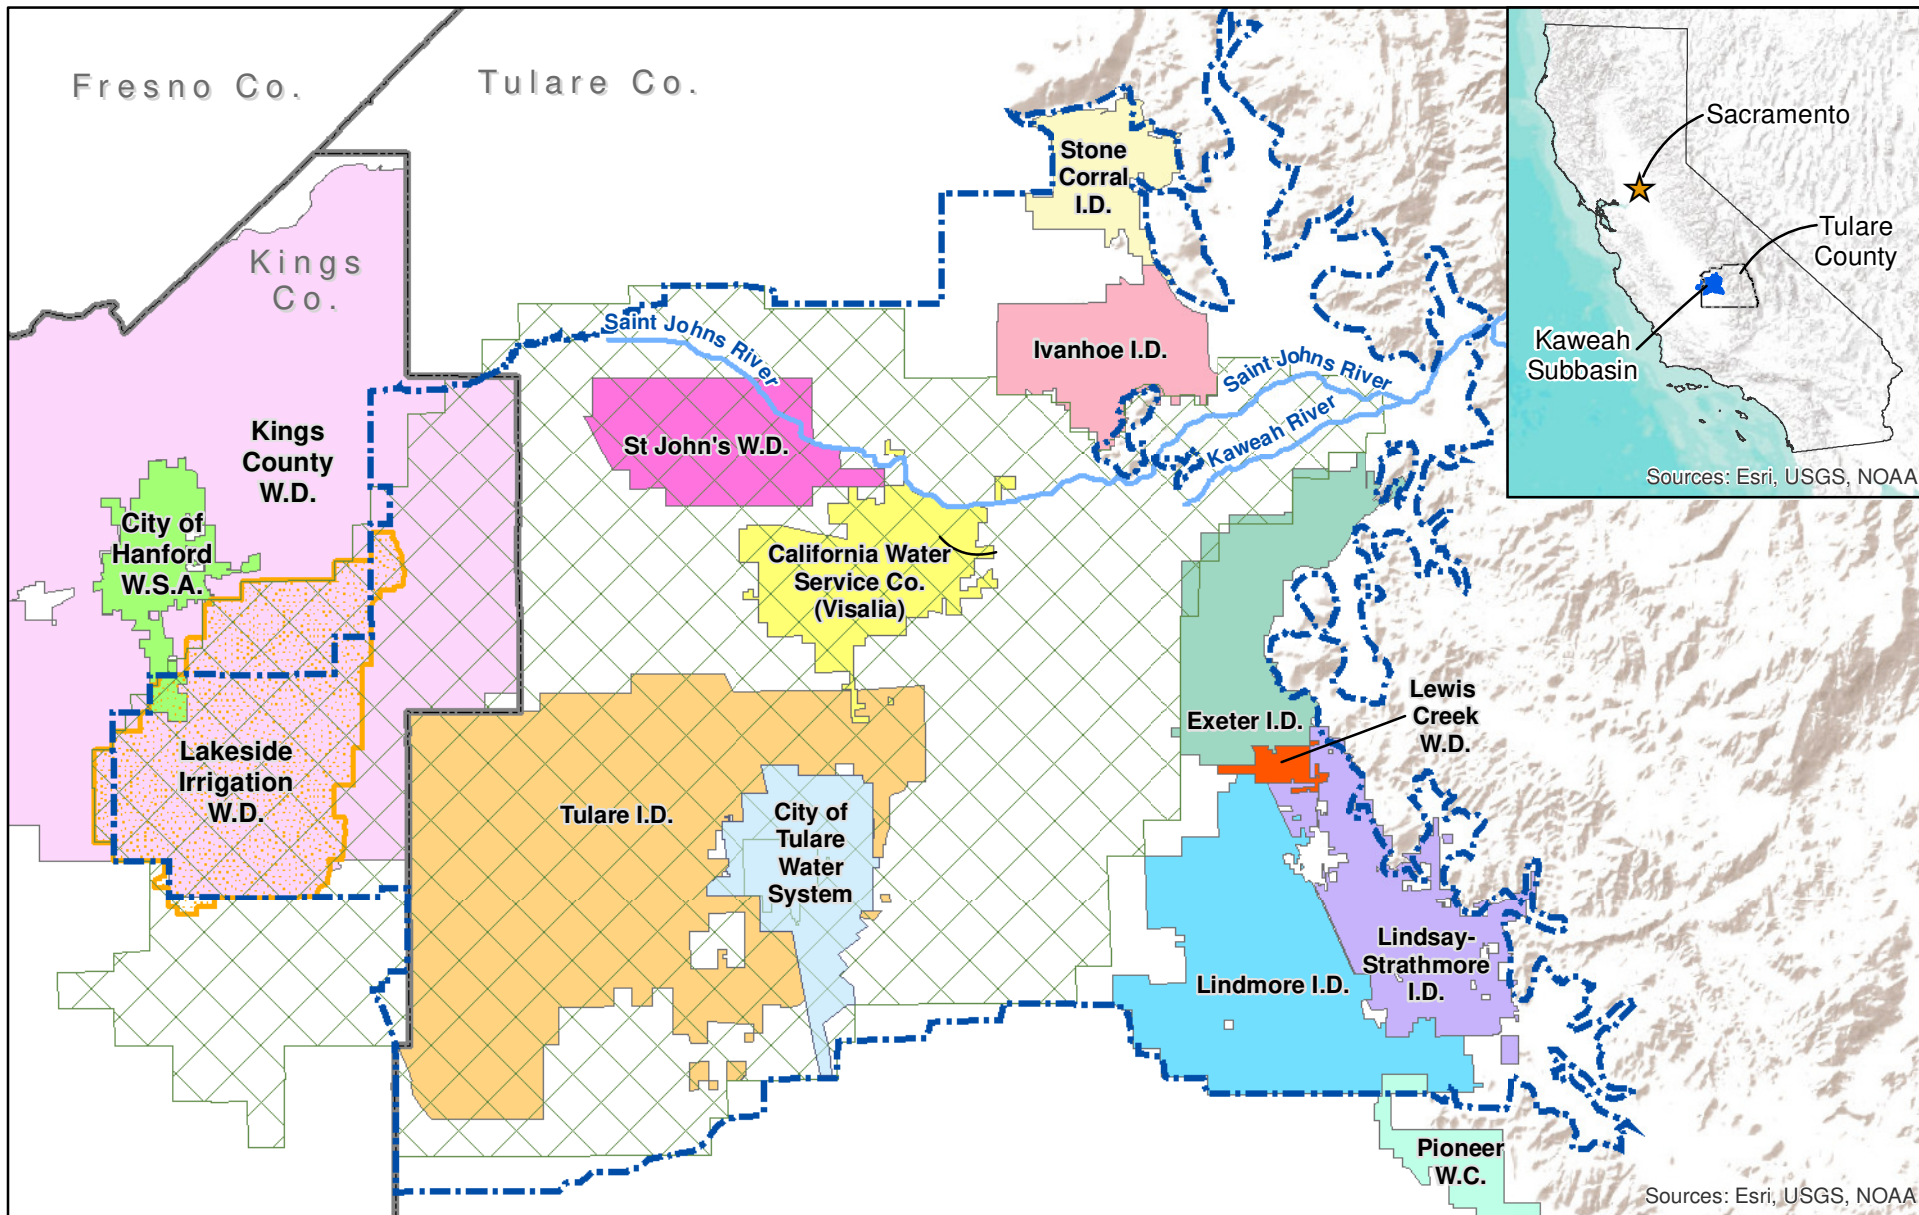 Fresno Co.
Tulare Co.
Kings
Co.
Stone
Corral
I.D.
Sacramento
Tulare
County
Kaweah
Subbasin
Sources: Esri, USGS, NOAA
Saint Johns River
Ivanhoe I.D.
Saint Johns River
Kaweah River
Kings
County
W.D.
St John's W.D.
City of
Hanford
W.S.A.
California Water
Service Co.
(Visalia)
Lewis
Creek
W.D.
Exeter I.D.
Lakeside
Irrigation
W.D.
Tulare I.D.
City of
Tulare
Water
System
Lindsay-
Strathmore
I.D.
Lindmore I.D.
Pioneer
W.C.
Sources: Esri, USGS, NOAA